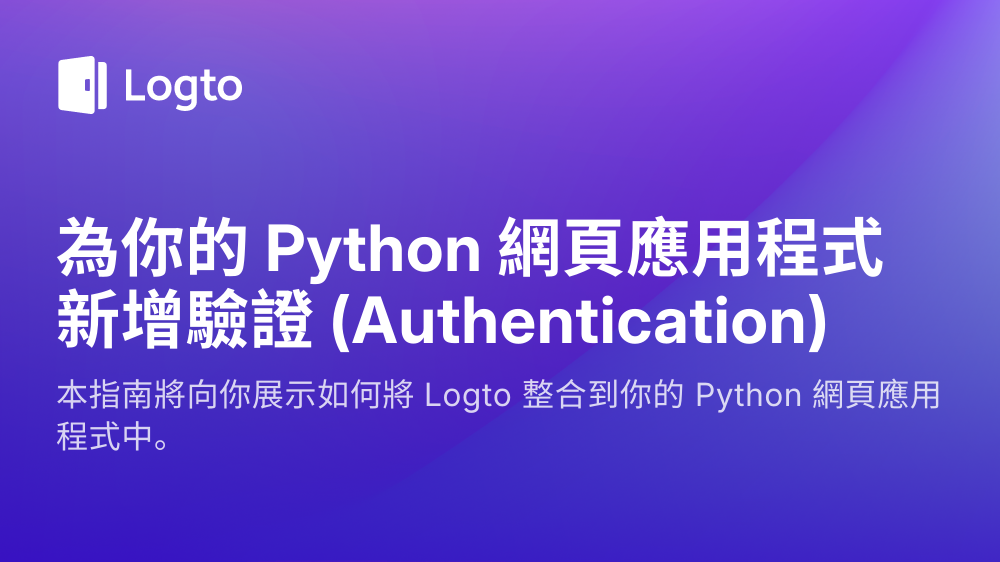 Logto
為你的 Python 網頁應用程式
新增驗證 (Authentication)
本指南將向你展示如何將 Logto 整合到你的 Python 網頁應用
程式中。